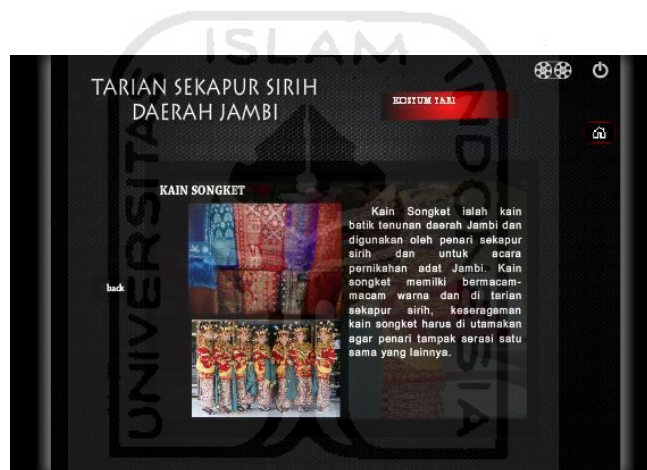 ISLAM
UNIVERSITAS
INDONESIA
TARIAN SEKAPUR SIRIH
DAERAH JAMBI
KOSTUM TARI
KAIN SONGKET
Kain Songket ialah kain
batik tenunan daerah Jambi dan
digunakan oleh penari sekapur
sirih dan untuk acara
pernikahan adat Jambi. Kain
songket memilki bermacam-
macam warna dan di tarian
sekapur sirih, keseragaman
kain songket harus di utamakan
agar penari tampak serasi satu
sama yang lainnya.
back